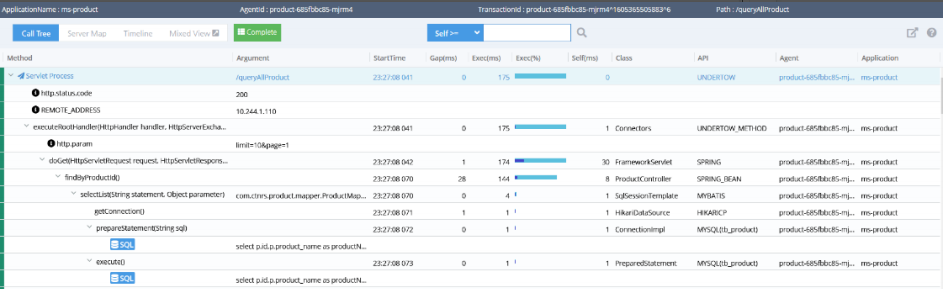 ApplicationName : ms-product AgentId : product-685fbbc85-mjrm4 TransactionId : product-685fbbc85-mjrm4^1605365505883^6 Path : /queryAllProduct
Call Tree Server Map Timeline Mixed View Complete Self >=
Method Argument StartTime Gap(ms) Exec(ms) Exec(%) Self(ms) Class API Agent Application
Servlet Process /queryAllProduct 23:27:08 041 0 175 0 UNDERTOW product-685fbbc85-mj... ms-product
http.status.code 200
REMOTE_ADDRESS 10.244.1.110
executeRootHandler(HttpHandler handler, HttpServerExcha... 23:27:08 041 0 175 1 Connectors UNDERTOW_METHOD product-685fbbc85-mj... ms-product
http.param limit=10&page=1
doGet(HttpServletRequest request, HttpServletRespons... 23:27:08 042 1 174 30 FrameworkServlet SPRING product-685fbbc85-mj... ms-product
findByProductId() 23:27:08 070 28 144 8 ProductController SPRING_BEAN product-685fbbc85-mj... ms-product
selectList(String statement, Object parameter) com.ctnrs.product.mapper.ProductMap... 23:27:08 070 0 4 1 SqlSessionTemplate MYBATIS product-685fbbc85-mj... ms-product
getConnection() 23:27:08 071 1 1 1 HikariDataSource HIKARICP product-685fbbc85-mj... ms-product
prepareStatement(String sql) 23:27:08 072 0 1 1 ConnectionImpl MYSQL(tb_product) product-685fbbc85-mj... ms-product
SQL select p.id,p.product_name as productN...
execute() 23:27:08 073 0 1 1 PreparedStatement MYSQL(tb_product) product-685fbbc85-mj... ms-product
SQL select p.id,p.product_name as productN...